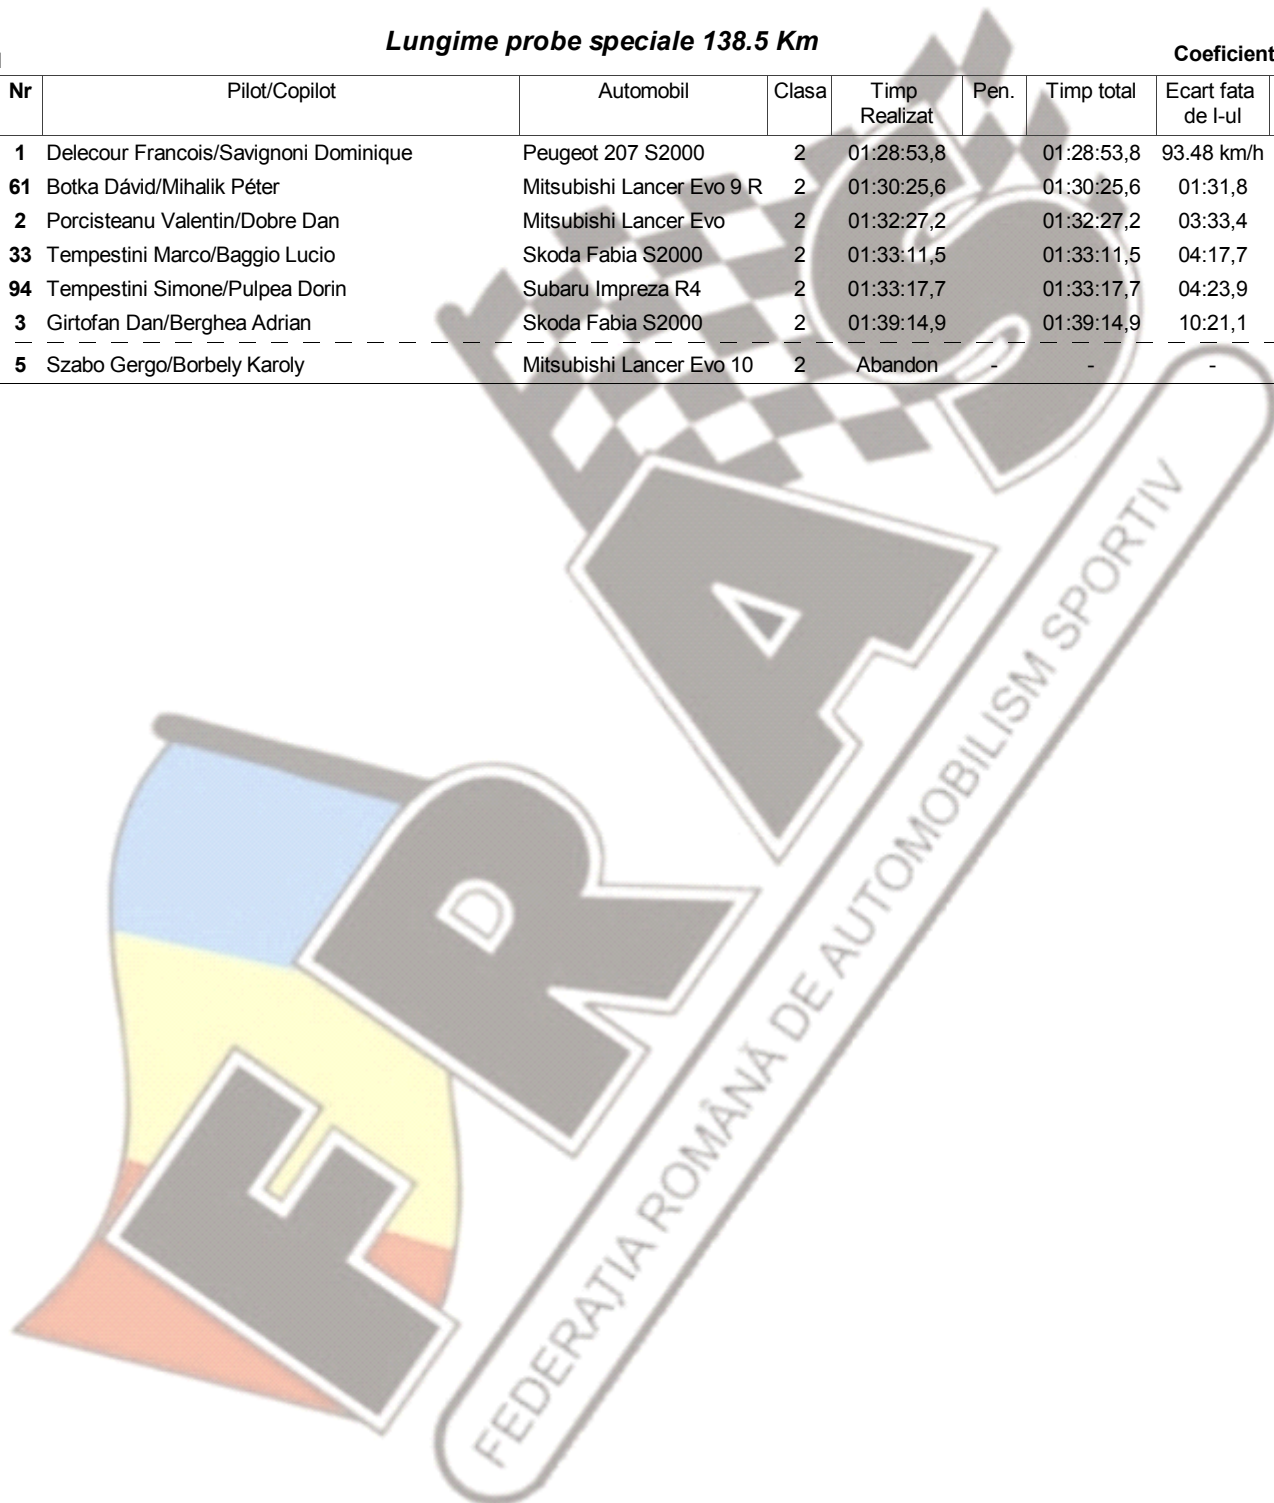 Lungime probe speciale 138.5 Km
Coeficient
Nr Pilot/Copilot Automobil Clasa Timp Realizat Pen. Timp total Ecart fata de I-ul
1 Delecour Francois/Savignoni Dominique Peugeot 207 S2000 2 01:28:53,8 01:28:53,8 93.48 km/h
61 Botka Dávid/Mihalik Péter Mitsubishi Lancer Evo 9 R 2 01:30:25,6 01:30:25,6 01:31,8
2 Porcisteanu Valentin/Dobre Dan Mitsubishi Lancer Evo 2 01:32:27,2 01:32:27,2 03:33,4
33 Tempestini Marco/Baggio Lucio Skoda Fabia S2000 2 01:33:11,5 01:33:11,5 04:17,7
94 Tempestini Simone/Pulpea Dorin Subaru Impreza R4 2 01:33:17,7 01:33:17,7 04:23,9
3 Girtofan Dan/Berghea Adrian Skoda Fabia S2000 2 01:39:14,9 01:39:14,9 10:21,1
5 Szabo Gergo/Borbely Karoly Mitsubishi Lancer Evo 10 2 Abandon - - -
FRAS
FEDERAȚIA ROMÂNĂ DE AUTOMOBILISM SPORTIV